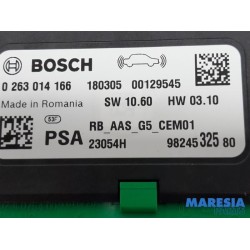 BOSCH
0 263 014 166 180305 00129545
Made in Romania SW 10.60 HW 03.10
53T
PSA RB_AAS_G5_CEM01
23054H 98245 325 80
MARESIA